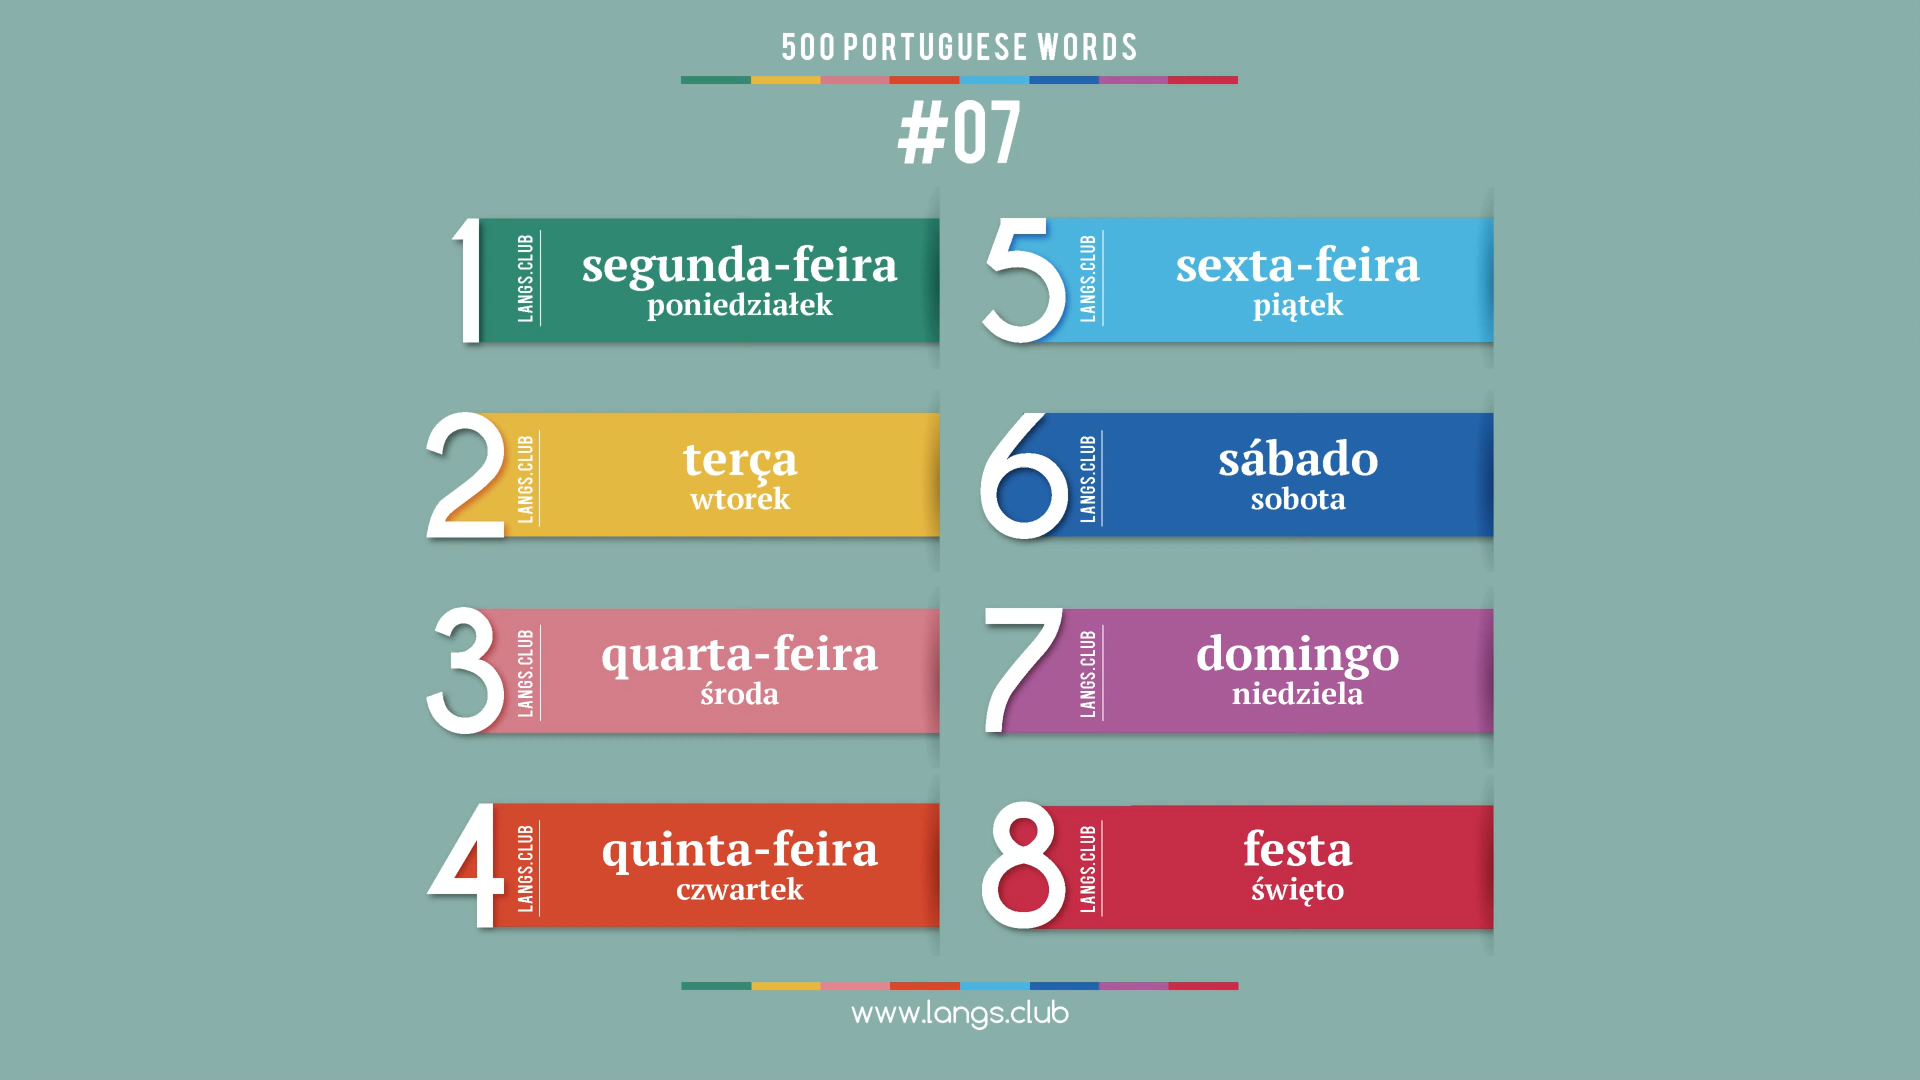 500 PORTUGUESE WORDS
#07
1
LANGS.CLUB
segunda-feira
poniedziałek
2
LANGS.CLUB
terça
wtorek
3
LANGS.CLUB
quarta-feira
środa
4
LANGS.CLUB
quinta-feira
czwartek
5
LANGS.CLUB
sexta-feira
piątek
6
LANGS.CLUB
sábado
sobota
7
LANGS.CLUB
domingo
niedziela
8
LANGS.CLUB
festa
święto
www.langs.club